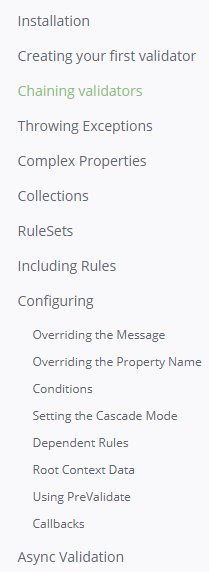 Installation
Creating your first validator
Chaining validators
Throwing Exceptions
Complex Properties
Collections
RuleSets
Including Rules
Configuring
Overriding the Message
Overriding the Property Name
Conditions
Setting the Cascade Mode
Dependent Rules
Root Context Data
Using PreValidate
Callbacks
Async Validation